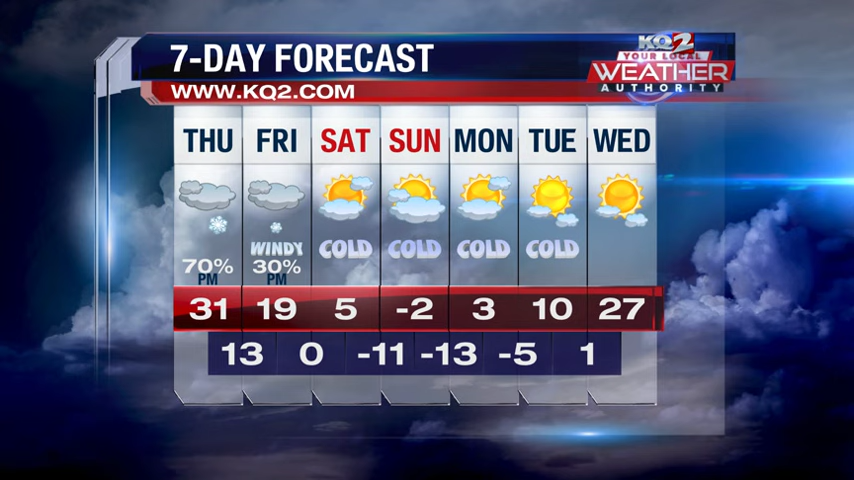 7-DAY FORECAST
WWW.KQ2.COM
KQ2
YOUR LOCAL
WEATHER
AUTHORITY
THU FRI SAT SUN MON TUE WED
WINDY COLD COLD COLD COLD
70% 30%
PM PM
31 19 5 -2 3 10 27
13 0 -11 -13 -5 1